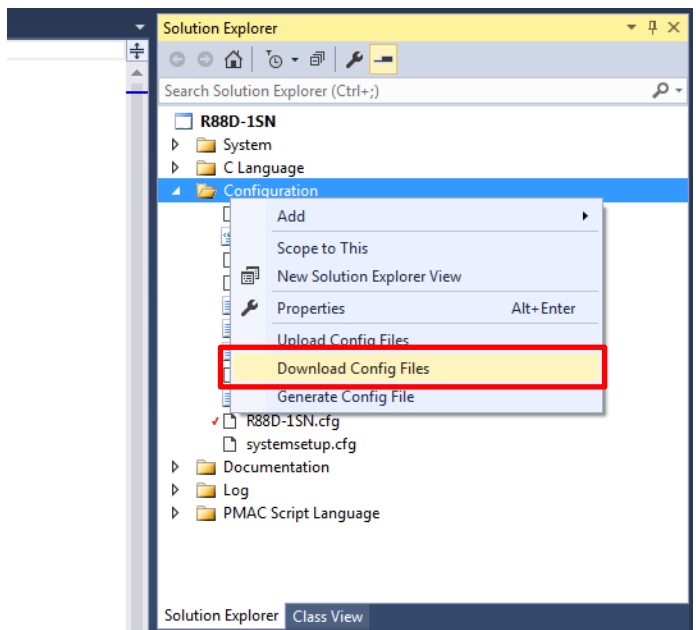 Solution Explorer
Search Solution Explorer (Ctrl+;)
R88D-1SN
System
C Language
Configuration
Add
Scope to This
New Solution Explorer View
Properties Alt+Enter
Upload Config Files
Download Config Files
Generate Config File
R88D-1SN.cfg
systemsetup.cfg
Documentation
Log
PMAC Script Language
Solution Explorer Class View